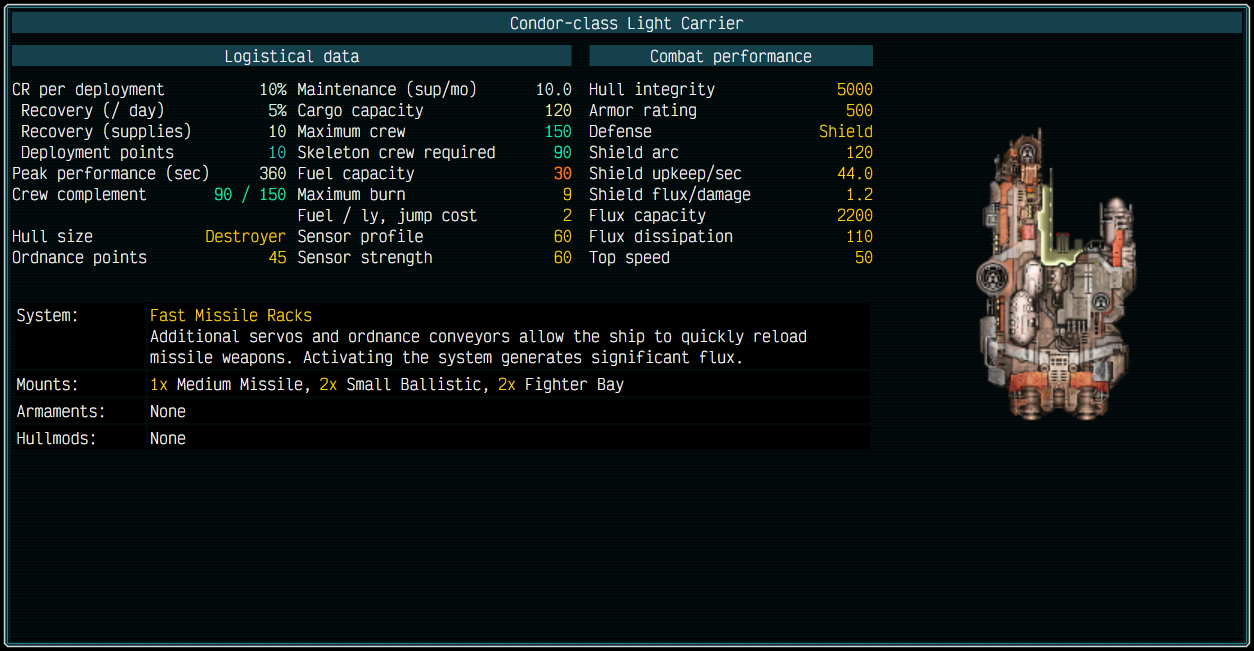 Condor-class Light Carrier
Logistical data Combat performance
CR per deployment 10% Maintenance (sup/mo) 10.0 Hull integrity 5000
Recovery (/ day) 5% Cargo capacity 120 Armor rating 500
Recovery (supplies) 10 Maximum crew 150 Defense Shield
Deployment points 10 Skeleton crew required 90 Shield arc 120
Peak performance (sec) 360 Fuel capacity 30 Shield upkeep/sec 44.0
Crew complement 90 / 150 Maximum burn 9 Shield flux/damage 1.2
Fuel / ly, jump cost 2 Flux capacity 2200
Hull size Destroyer Sensor profile 60 Flux dissipation 110
Ordnance points 45 Sensor strength 60 Top speed 50
System: Fast Missile Racks
Additional servos and ordnance conveyors allow the ship to quickly reload
missile weapons. Activating the system generates significant flux.
Mounts: 1x Medium Missile, 2x Small Ballistic, 2x Fighter Bay
Armaments: None
Hullmods: None